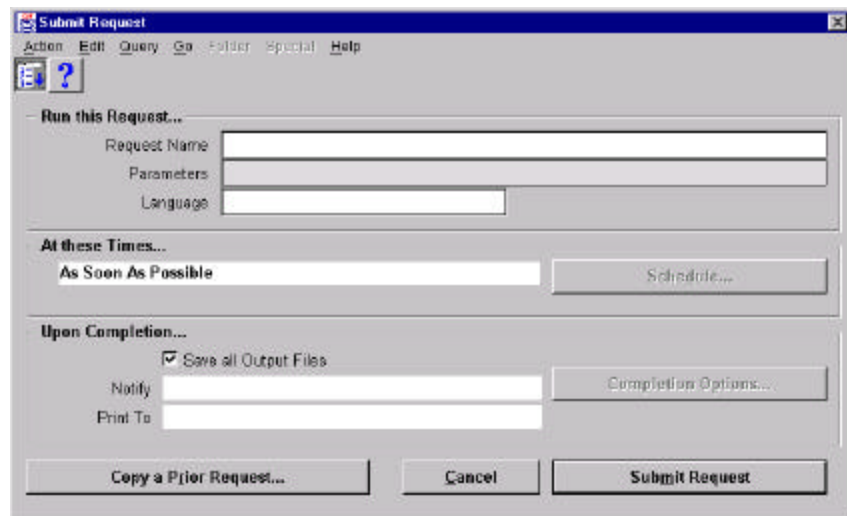 Submit Request
Action Edit Query Go Folder Special Help
?
Run this Request...
Request Name
Parameters
Language
At these Times...
As Soon As Possible
Schedule...
Upon Completion...
Save all Output Files
Notify
Completion Options...
Print To
Copy a Prior Request...
Cancel
Submit Request